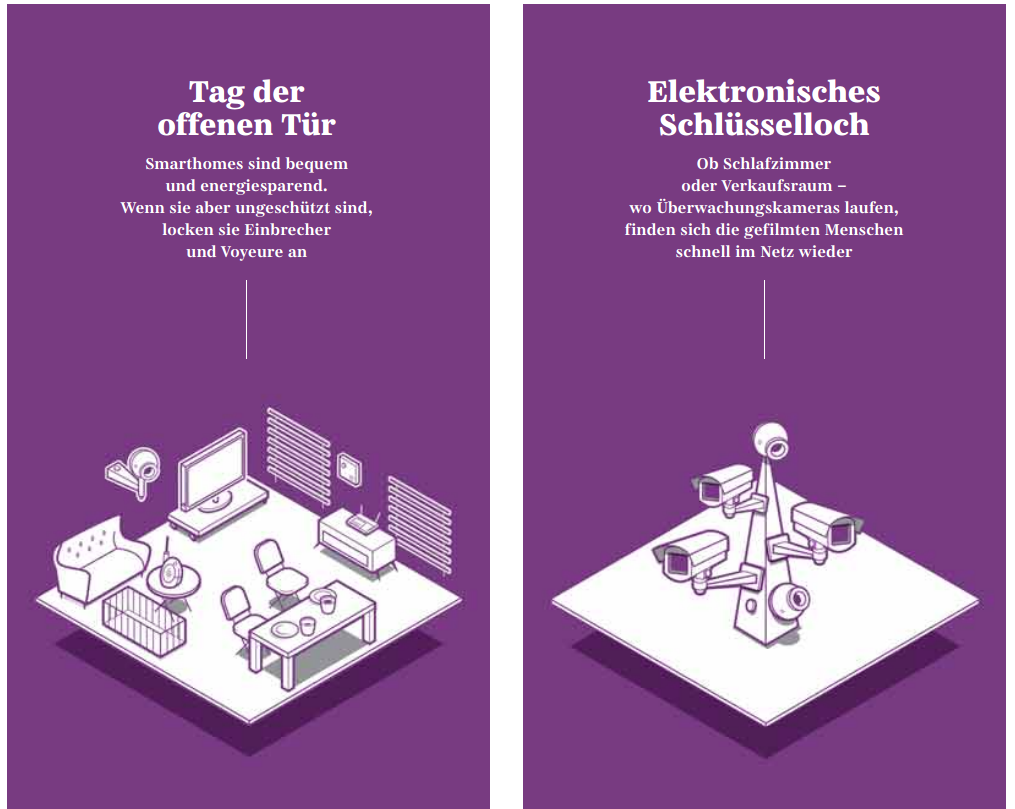 Tag der
offenen Tür
Smarthomes sind bequem
und energiesparend.
Wenn sie aber ungeschützt sind,
locken sie Einbrecher
und Voyeure an
Elektronisches
Schlüsselloch
Ob Schlafzimmer
oder Verkaufsraum –
wo Überwachungskameras laufen,
finden sich die gefilmten Menschen
schnell im Netz wieder